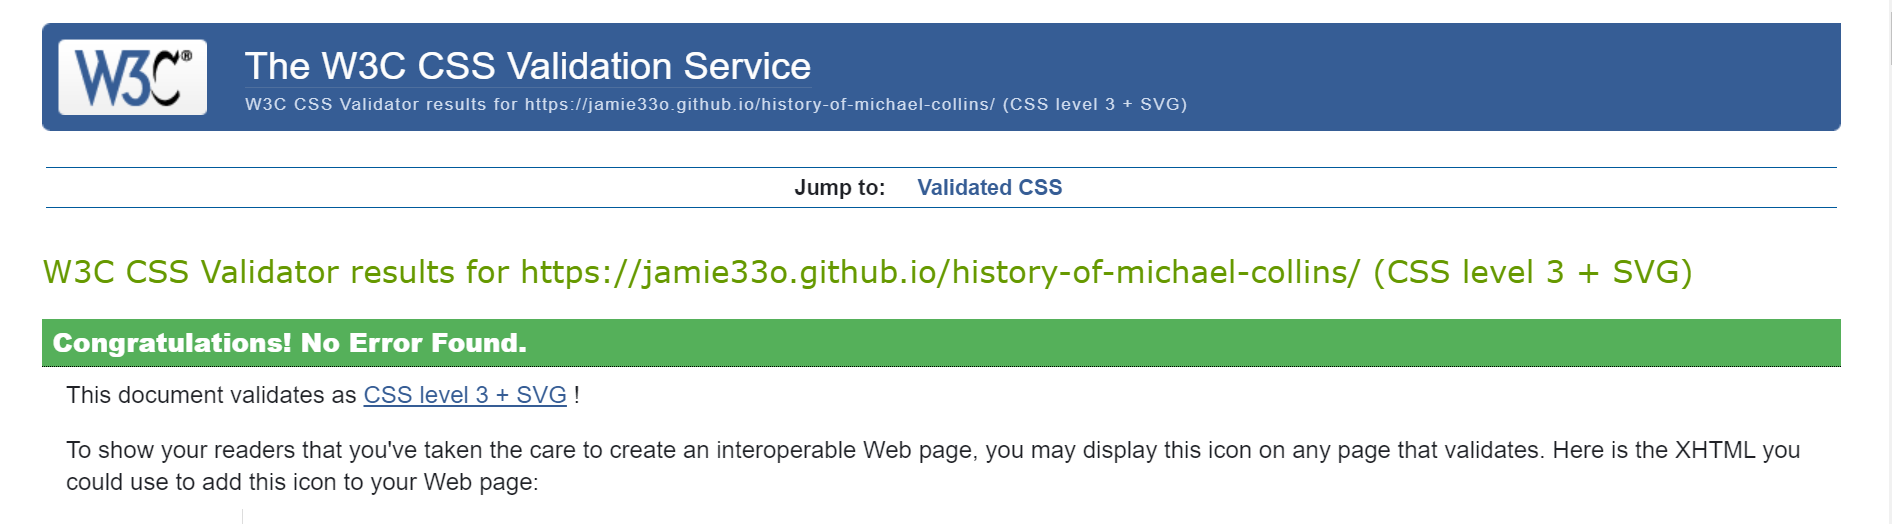 W3C®
The W3C CSS Validation Service
W3C CSS Validator results for https://jamie33o.github.io/history-of-michael-collins/ (CSS level 3 + SVG)
Jump to: Validated CSS
W3C CSS Validator results for https://jamie33o.github.io/history-of-michael-collins/ (CSS level 3 + SVG)
Congratulations! No Error Found.
This document validates as CSS level 3 + SVG !
To show your readers that you've taken the care to create an interoperable Web page, you may display this icon on any page that validates. Here is the XHTML you
could use to add this icon to your Web page: